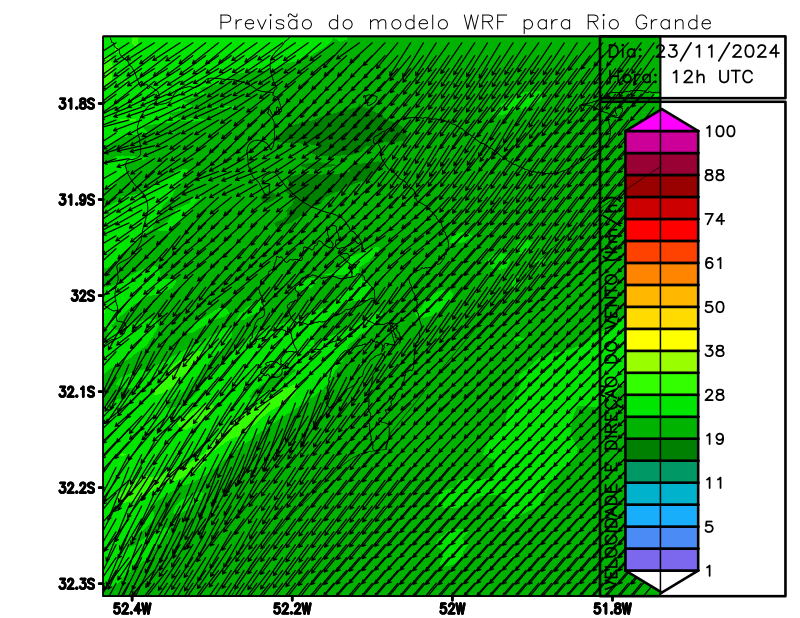 Previsão do modelo WRF para Rio Grande
Dia: 23/11/2024
Hora: 12h UTC
31.8S
31.9S
32S
32.1S
32.2S
32.3S
52.4W
52.2W
52W
51.8W
VELOCIDADE E DIREÇÃO DO VENTO (km/h)
100
88
74
61
50
38
28
19
11
5
1